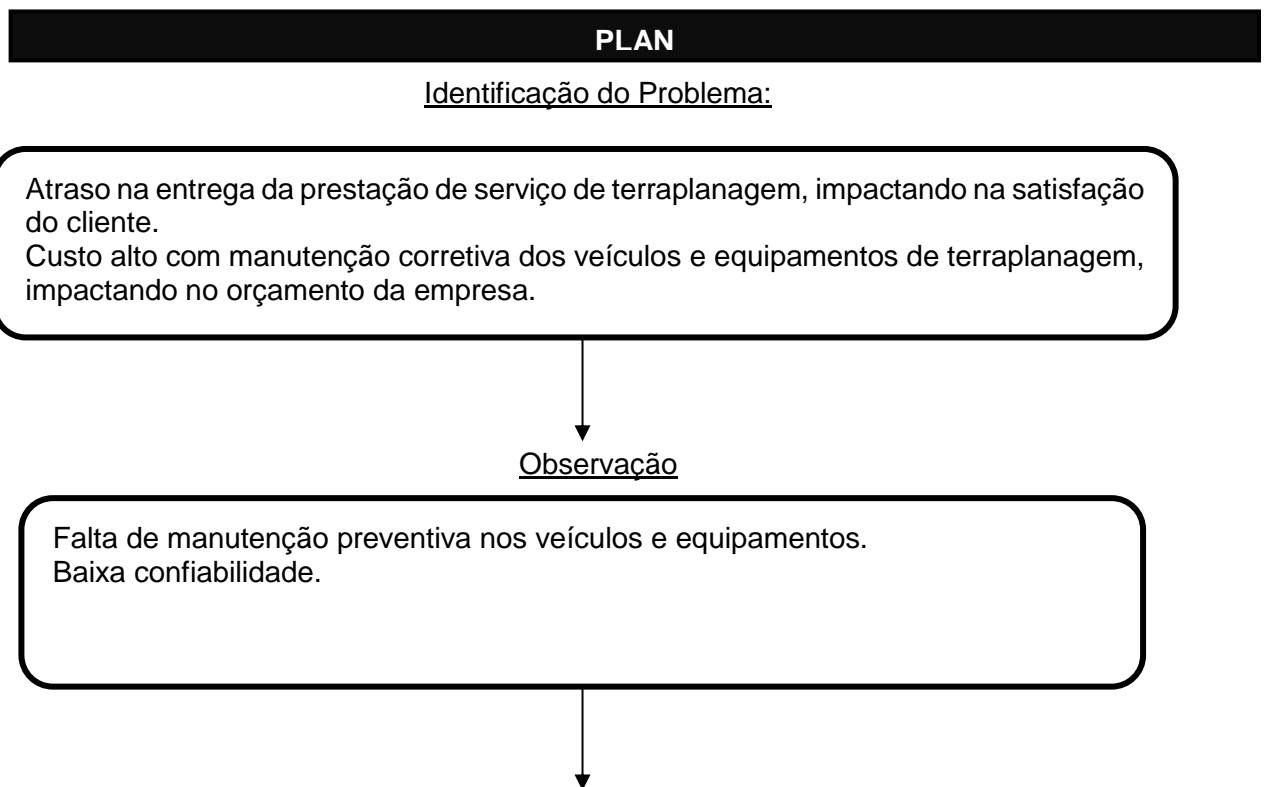 PLAN
Identificação do Problema:
Atraso na entrega da prestação de serviço de terraplanagem, impactando na satisfação
do cliente.
Custo alto com manutenção corretiva dos veículos e equipamentos de terraplanagem,
impactando no orçamento da empresa.
Observação
Falta de manutenção preventiva nos veículos e equipamentos.
Baixa confiabilidade.